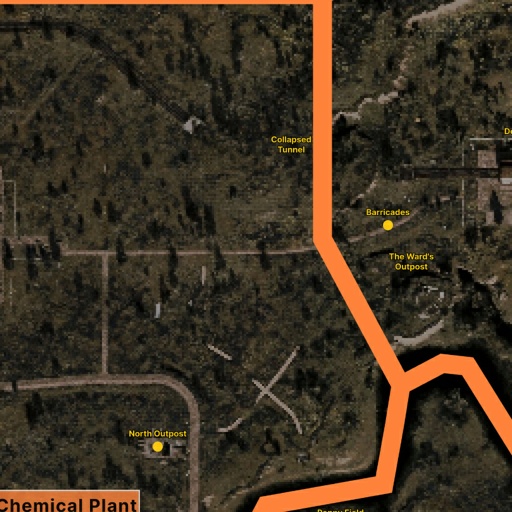 Collapsed
Tunnel
Barricades
The Ward's
Outpost
North Outpost
Chemical Plant